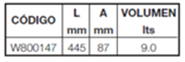 CÓDIGO L mm A mm VOLUMEN lts
W800147 445 87 9.0